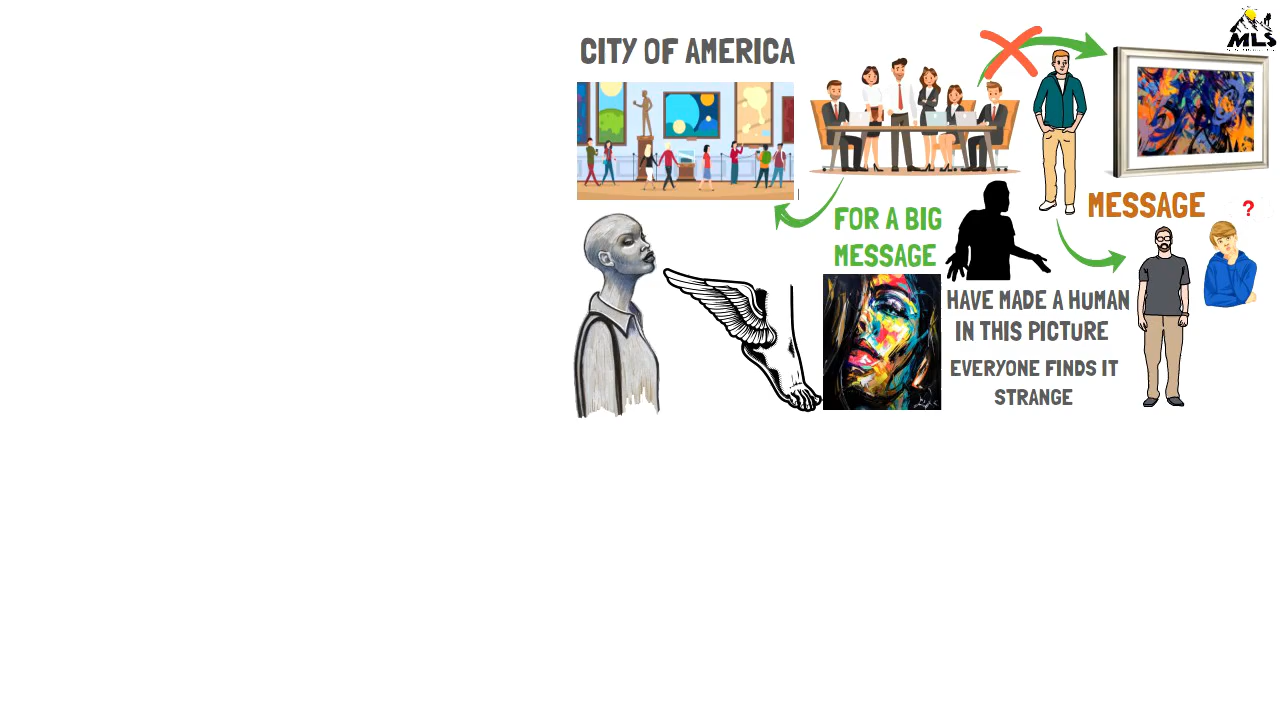 CITY OF AMERICA
MLS
MESSAGE
?
FOR A BIG
MESSAGE
HAVE MADE A HUMAN
IN THIS PICTURE
EVERYONE FINDS IT
STRANGE